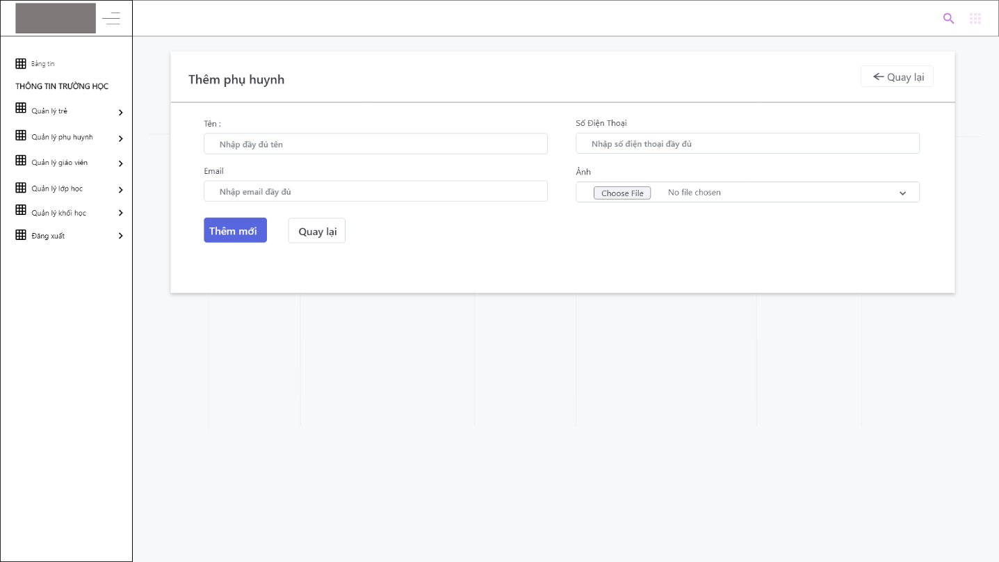 Bảng tin
THÔNG TIN TRƯỜNG HỌC
Quản lý trẻ
Quản lý phụ huynh
Quản lý giáo viên
Quản lý lớp học
Quản lý khối học
Đăng xuất
Thêm phụ huynh
Quay lại
Tên :
Nhập đầy đủ tên
Số Điện Thoại
Nhập số điện thoại đầy đủ
Email
Nhập email đầy đủ
Ảnh
Choose File No file chosen
Thêm mới Quay lại